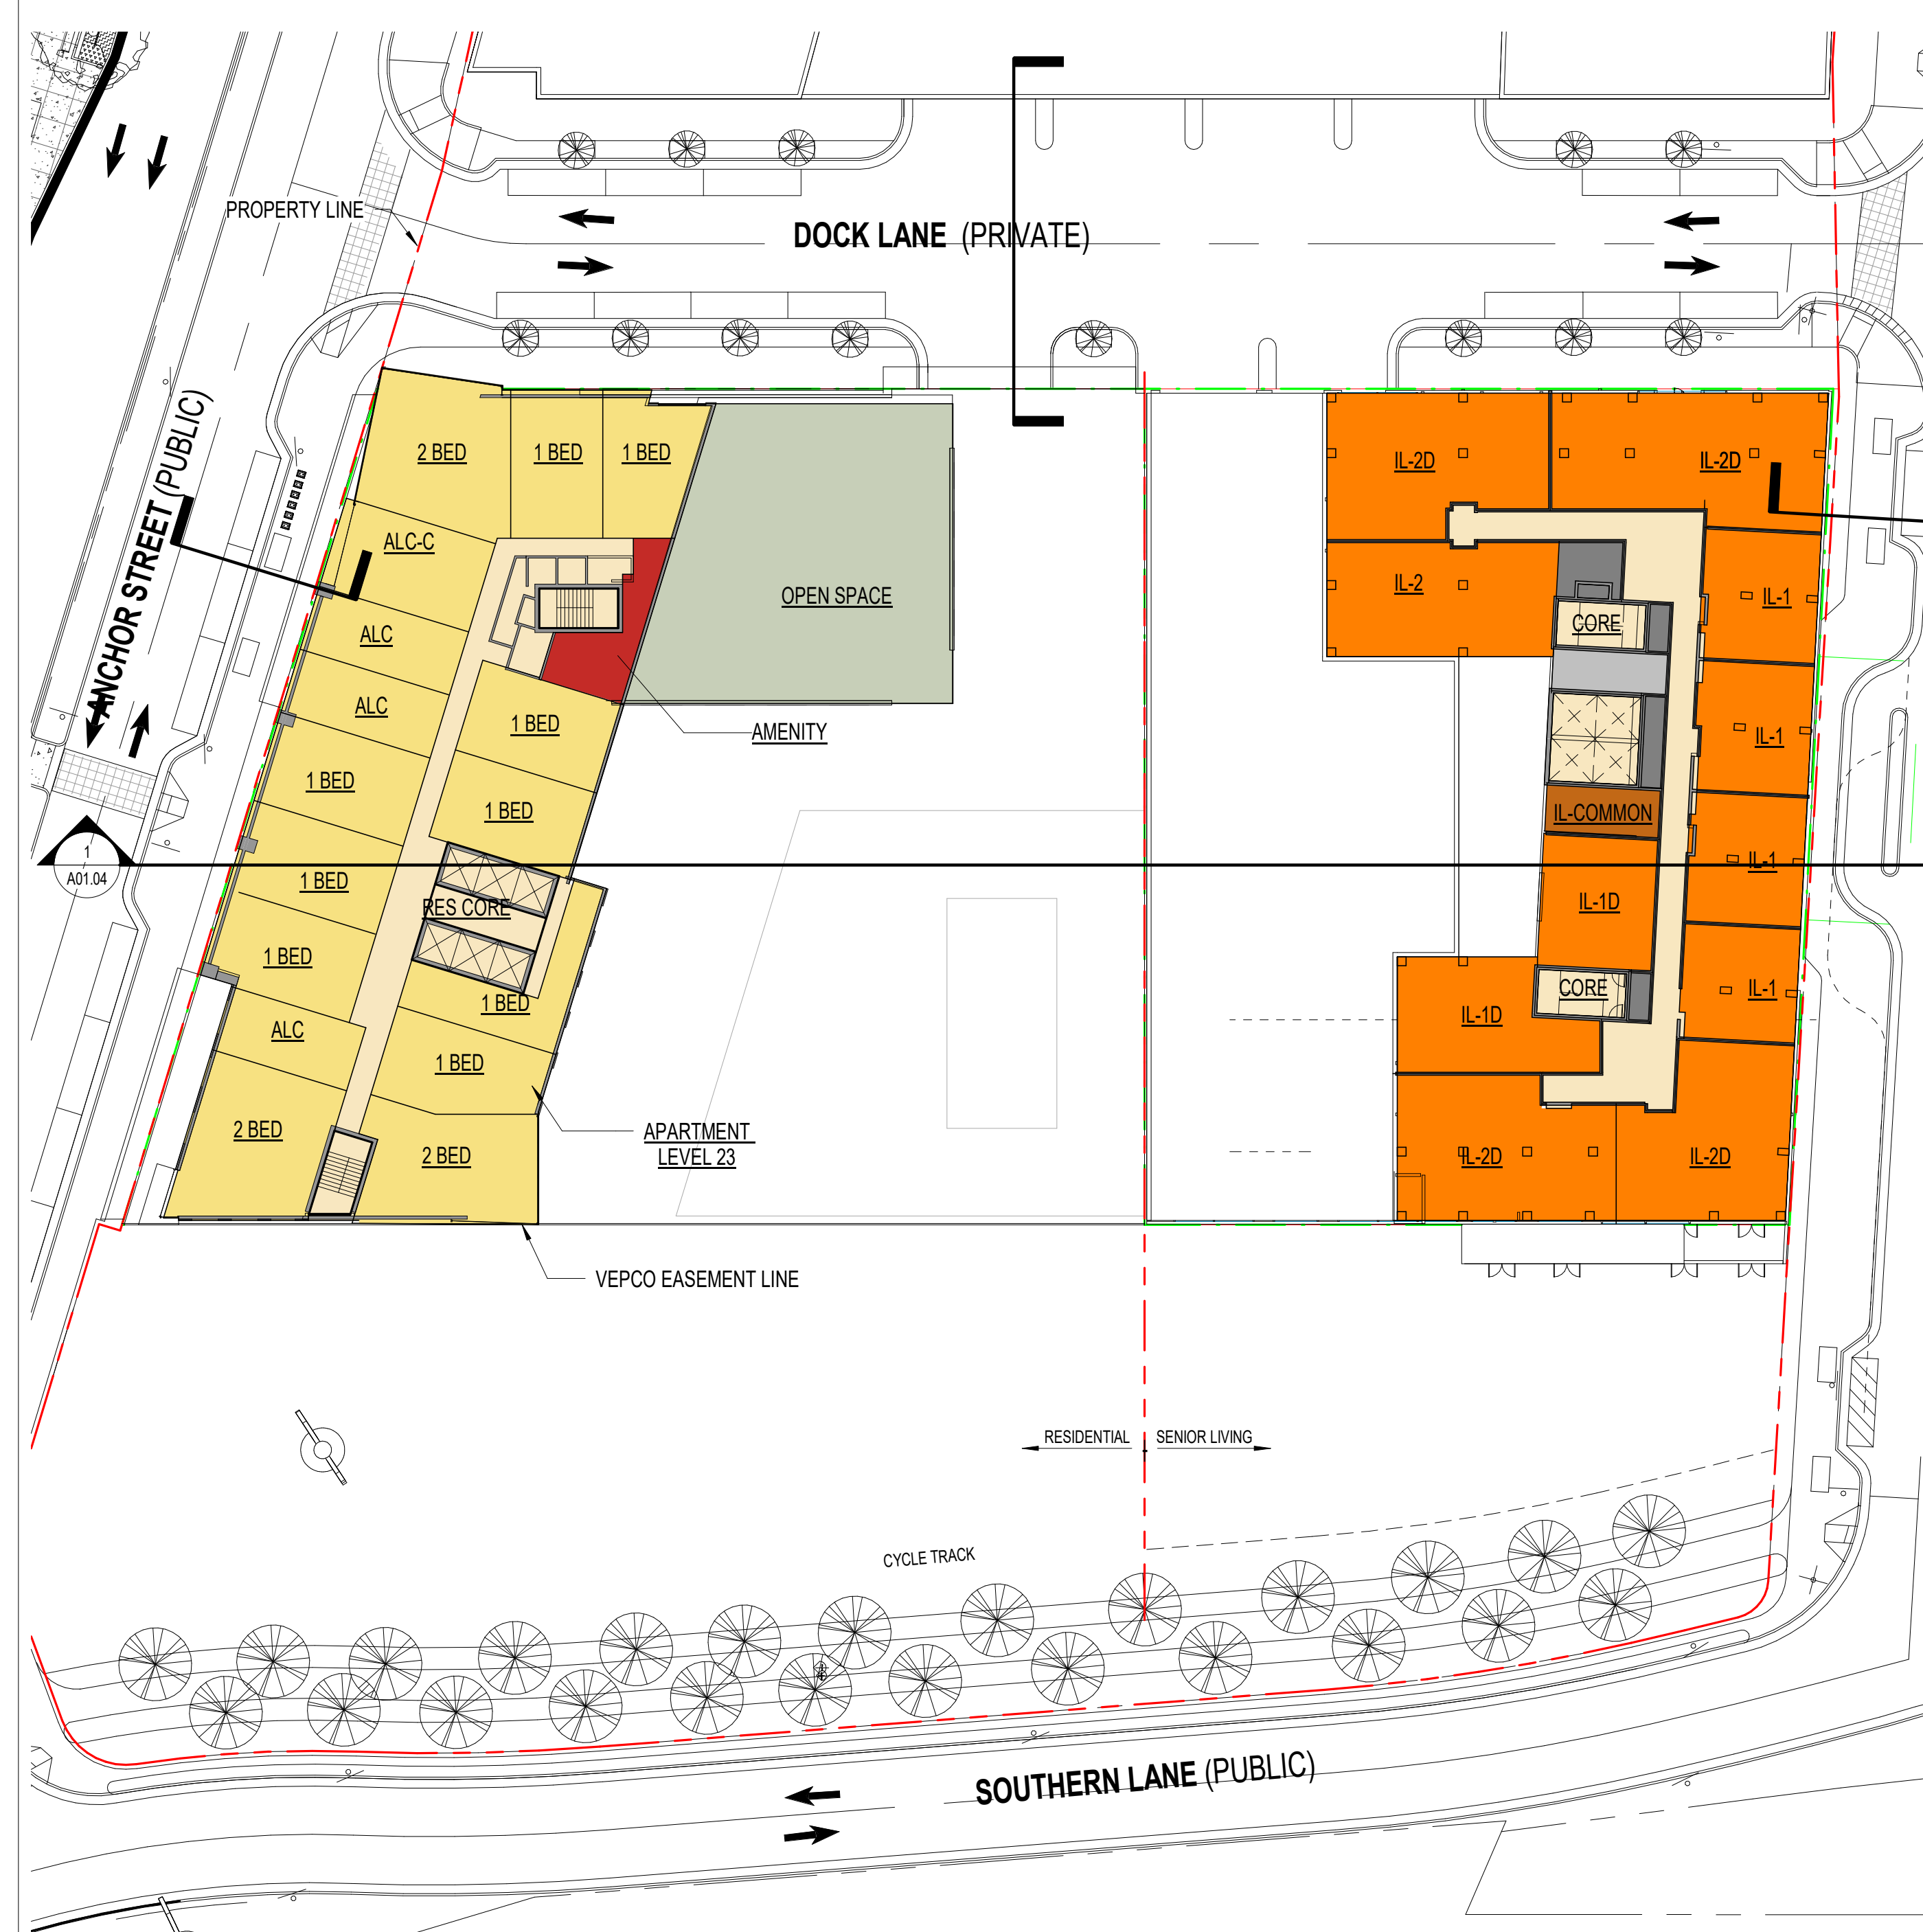 PROPERTY LINE
DOCK LANE (PRIVATE)
ANCHOR STREET (PUBLIC)
2 BED
1 BED
1 BED
IL-2D
IL-2D
ALC-C
OPEN SPACE
IL-2
IL-1
ALC
CORE
ALC
1 BED
AMENITY
IL-1
1 BED
1 BED
IL-COMMON
1
A01.04
1 BED
RES CORE
IL-1D
IL-1
1 BED
1 BED
CORE
IL-1
ALC
IL-1D
1 BED
2 BED
2 BED
APARTMENT
LEVEL 23
IL-2D
IL-2D
VEPCO EASEMENT LINE
RESIDENTIAL
SENIOR LIVING
CYCLE TRACK
SOUTHERN LANE (PUBLIC)